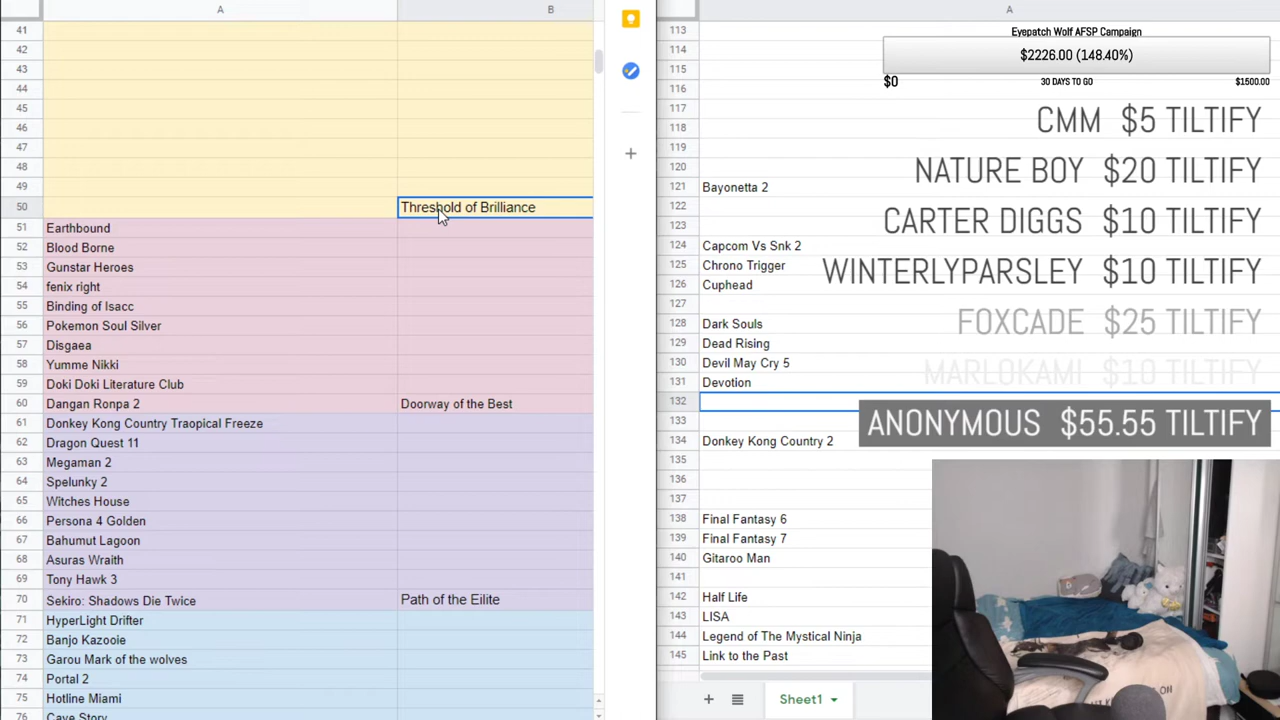 A
B
41
42
43
44
45
46
47
48
49
50 Threshold of Brilliance
51 Earthbound
52 Blood Borne
53 Gunstar Heroes
54 fenix right
55 Binding of Isacc
56 Pokemon Soul Silver
57 Disgaea
58 Yumme Nikki
59 Doki Doki Literature Club
60 Dangan Ronpa 2 Doorway of the Best
61 Donkey Kong Country Traopical Freeze
62 Dragon Quest 11
63 Megaman 2
64 Spelunky 2
65 Witches House
66 Persona 4 Golden
67 Bahumut Lagoon
68 Asuras Wraith
69 Tony Hawk 3
70 Sekiro: Shadows Die Twice Path of the Eilite
71 HyperLight Drifter
72 Banjo Kazooie
73 Garou Mark of the wolves
74 Portal 2
75 Hotline Miami
76 Cave Story
A
113
114
115
116
117
118
119
120
121 Bayonetta 2
122
123
124 Capcom Vs Snk 2
125 Chrono Trigger
126 Cuphead
127
128 Dark Souls
129 Dead Rising
130 Devil May Cry 5
131 Devotion
132
133
134 Donkey Kong Country 2
135
136
137
138 Final Fantasy 6
139 Final Fantasy 7
140 Gitaroo Man
141
142 Half Life
143 LISA
144 Legend of The Mystical Ninja
145 Link to the Past
Sheet1
Eyepatch Wolf AFSP Campaign
$2226.00 (148.40%)
$0 30 DAYS TO GO $1500.00
CMM $5 TILTIFY
NATURE BOY $20 TILTIFY
CARTER DIGGS $10 TILTIFY
WINTERLYPARSLEY $10 TILTIFY
FOXCADE $25 TILTIFY
MARLOKAMI $10 TILTIFY
ANONYMOUS $55.55 TILTIFY